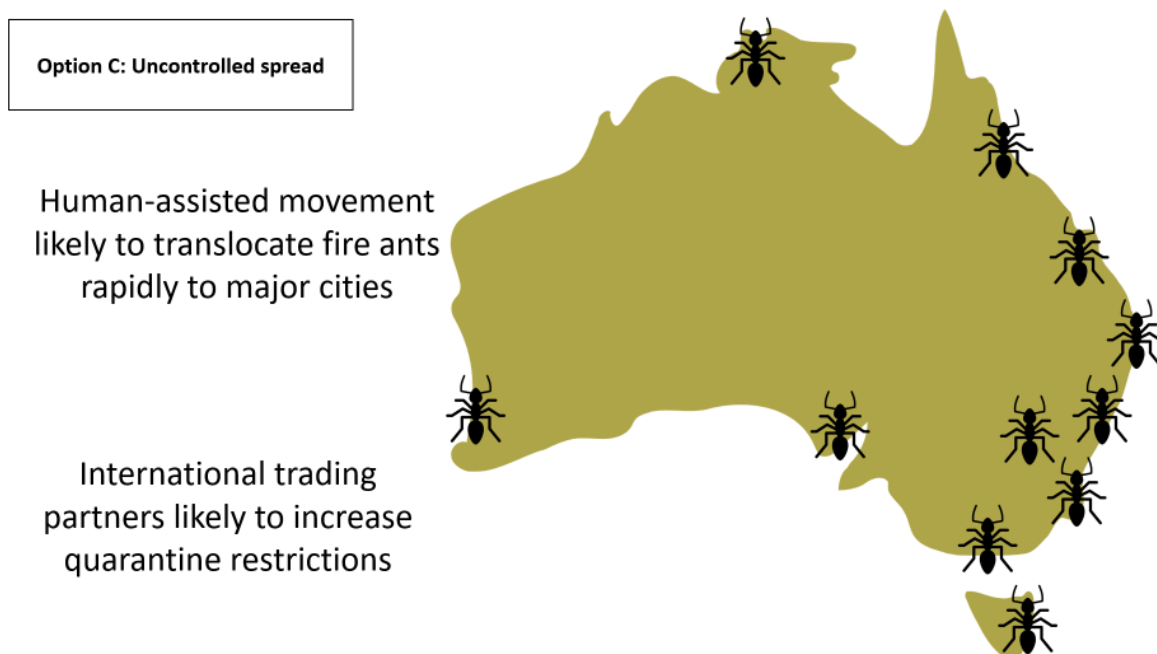 Option C: Uncontrolled spread
Human-assisted movement
likely to translocate fire ants
rapidly to major cities
International trading
partners likely to increase
quarantine restrictions